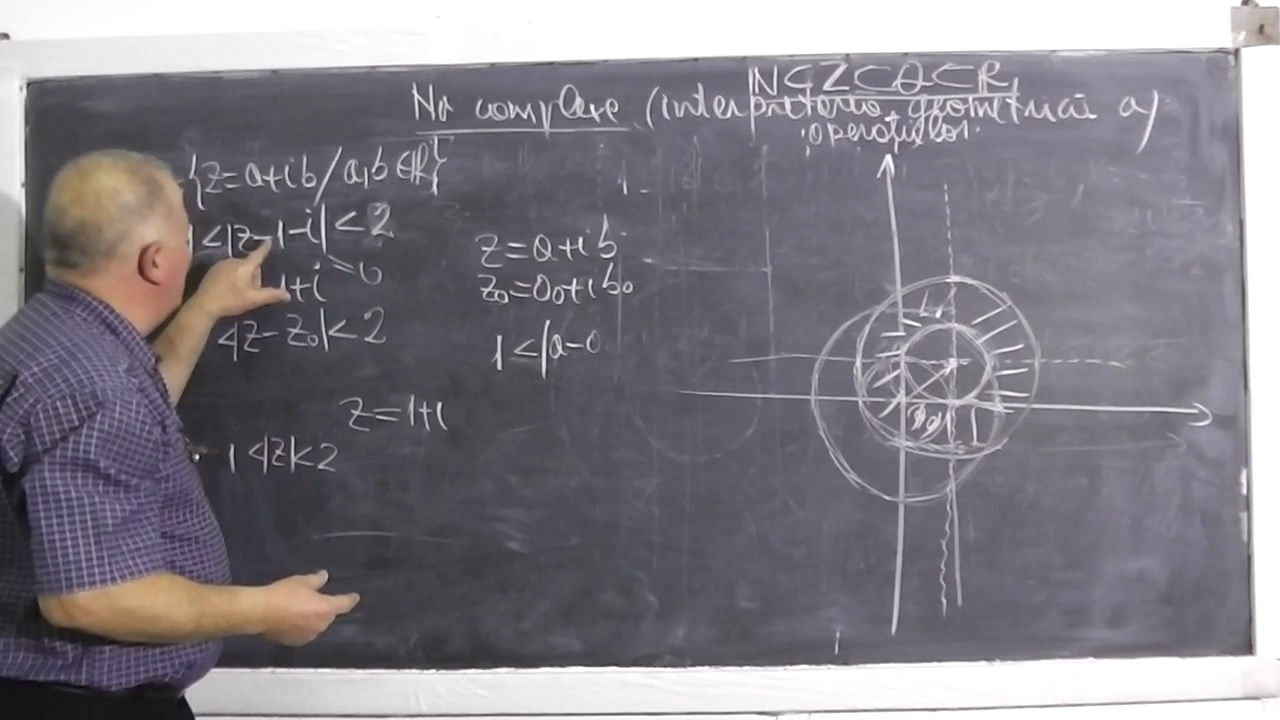 N⊂Z⊂Q⊂R
Nr complexe (interpretarea geometrică a)
operațiilor
{z=a+ib/a,b∈R}
1<|z-1-i|<2
1+i=0
<|z-z₀|<2
z=a+ib
z₀=a₀+ib₀
1<|a-a
z=1+i
1<|z|<2